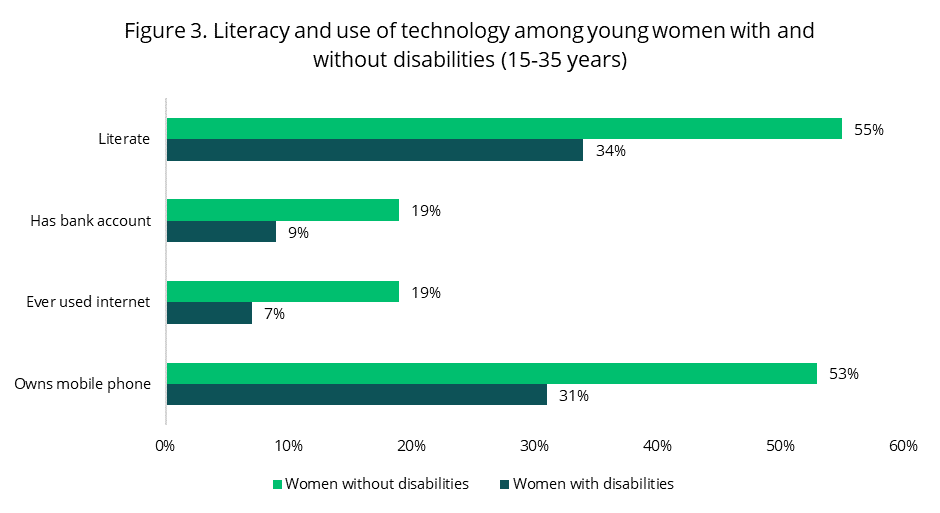 Figure 3. Literacy and use of technology among young women with and
without disabilities (15-35 years)
Literate
55%
34%
Has bank account
19%
9%
Ever used internet
19%
7%
Owns mobile phone
53%
31%
0% 10% 20% 30% 40% 50% 60%
Women without disabilities Women with disabilities